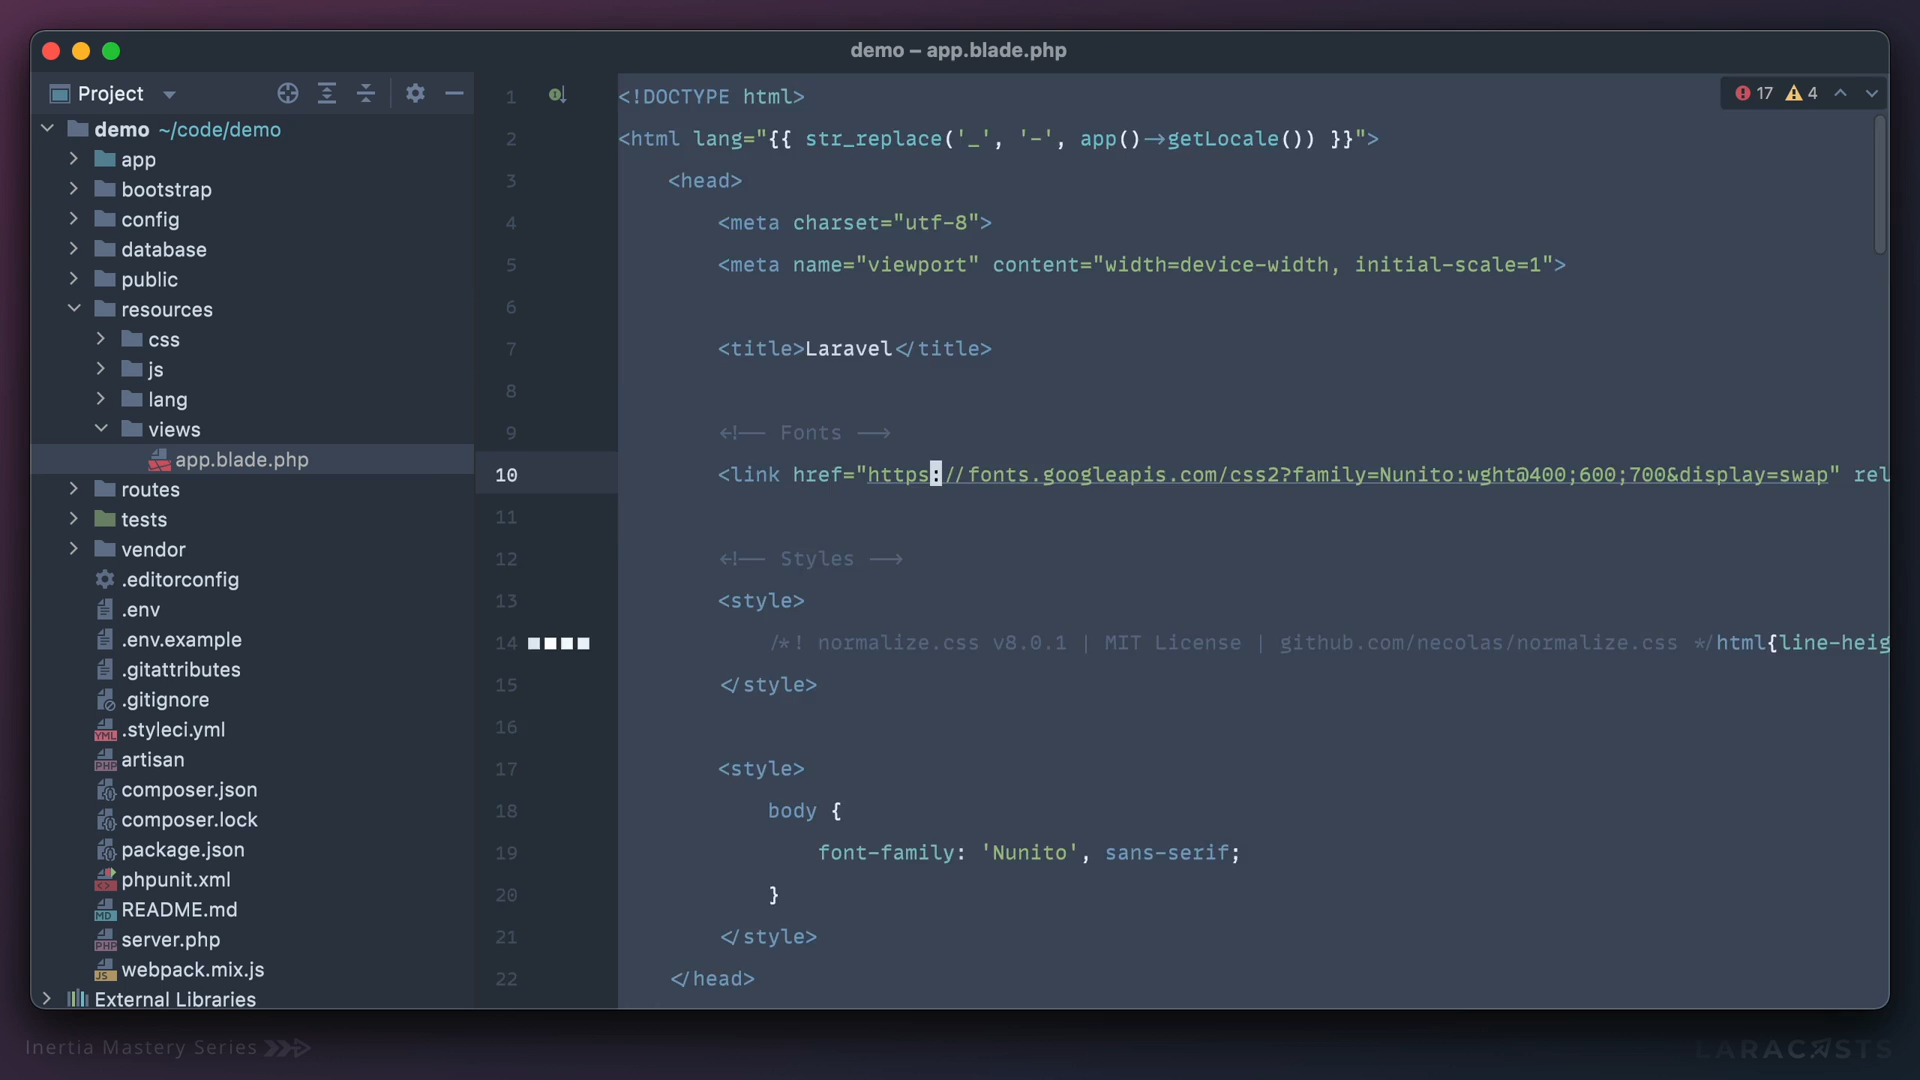 demo – app.blade.php
Project
demo ~/code/demo
app
bootstrap
config
database
public
resources
css
js
lang
views
app.blade.php
routes
tests
vendor
.editorconfig
.env
.env.example
.gitattributes
.gitignore
.styleci.yml
artisan
composer.json
composer.lock
package.json
phpunit.xml
README.md
server.php
webpack.mix.js
External Libraries
17 4
1 <!DOCTYPE html>
2 <html lang="{{ str_replace('_', '-', app()->getLocale()) }}">
3 <head>
4 <meta charset="utf-8">
5 <meta name="viewport" content="width=device-width, initial-scale=1">
6
7 <title>Laravel</title>
8
9 <!-- Fonts -->
10 <link href="https://fonts.googleapis.com/css2?family=Nunito:wght@400;600;700&display=swap" rel
11
12 <!-- Styles -->
13 <style>
14 /*! normalize.css v8.0.1 | MIT License | github.com/necolas/normalize.css */html{line-heig
15 </style>
16
17 <style>
18 body {
19 font-family: 'Nunito', sans-serif;
20 }
21 </style>
22 </head>
Inertia Mastery Series
LARACASTS